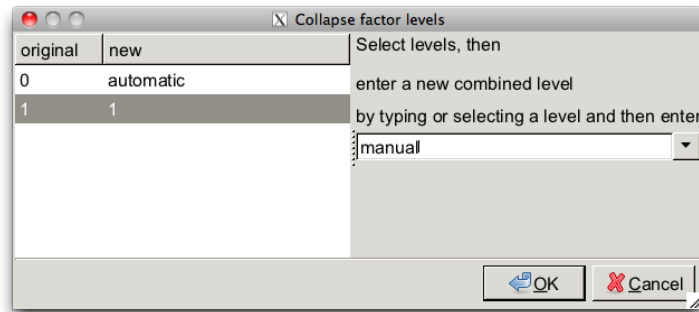 Collapse factor levels
original new
0 automatic
1 1
Select levels, then
enter a new combined level
by typing or selecting a level and then enter
manual
OK Cancel